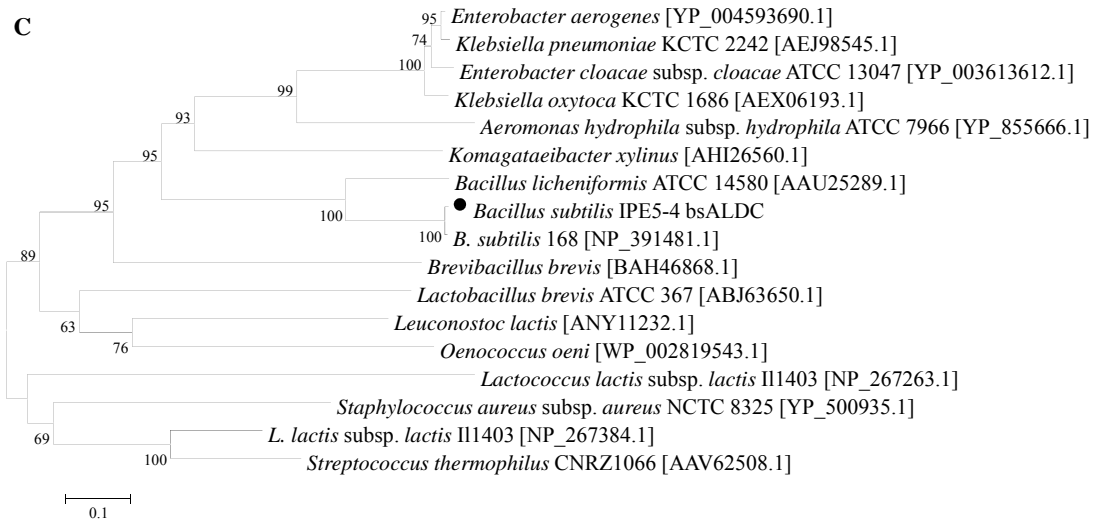 C
95 Enterobacter aerogenes [YP_004593690.1]
74 Klebsiella pneumoniae KCTC 2242 [AEJ98545.1]
100 Enterobacter cloacae subsp. cloacae ATCC 13047 [YP_003613612.1]
99 Klebsiella oxytoca KCTC 1686 [AEX06193.1]
93 Aeromonas hydrophila subsp. hydrophila ATCC 7966 [YP_855666.1]
95 Komagataeibacter xylinus [AHI26560.1]
Bacillus licheniformis ATCC 14580 [AAU25289.1]
95 100 Bacillus subtilis IPE5-4 bsALDC
100 B. subtilis 168 [NP_391481.1]
89 Brevibacillus brevis [BAH46868.1]
Lactobacillus brevis ATCC 367 [ABJ63650.1]
63 Leuconostoc lactis [ANY11232.1]
76 Oenococcus oeni [WP_002819543.1]
Lactococcus lactis subsp. lactis Il1403 [NP_267263.1]
Staphylococcus aureus subsp. aureus NCTC 8325 [YP_500935.1]
69 L. lactis subsp. lactis Il1403 [NP_267384.1]
100 Streptococcus thermophilus CNRZ1066 [AAV62508.1]
0.1